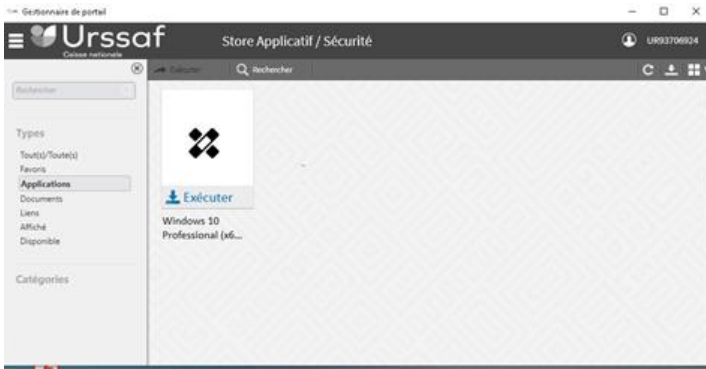 Gestionnaire de portail
Urssaf
Caisse nationale
Store Applicatif / Sécurité
UR93706924
Exécuter
Rechercher
Rechercher
Types
Tout(s)/Toute(s)
Favoris
Applications
Documents
Liens
Affiché
Disponible
Catégories
Exécuter
Windows 10
Professional (x6...